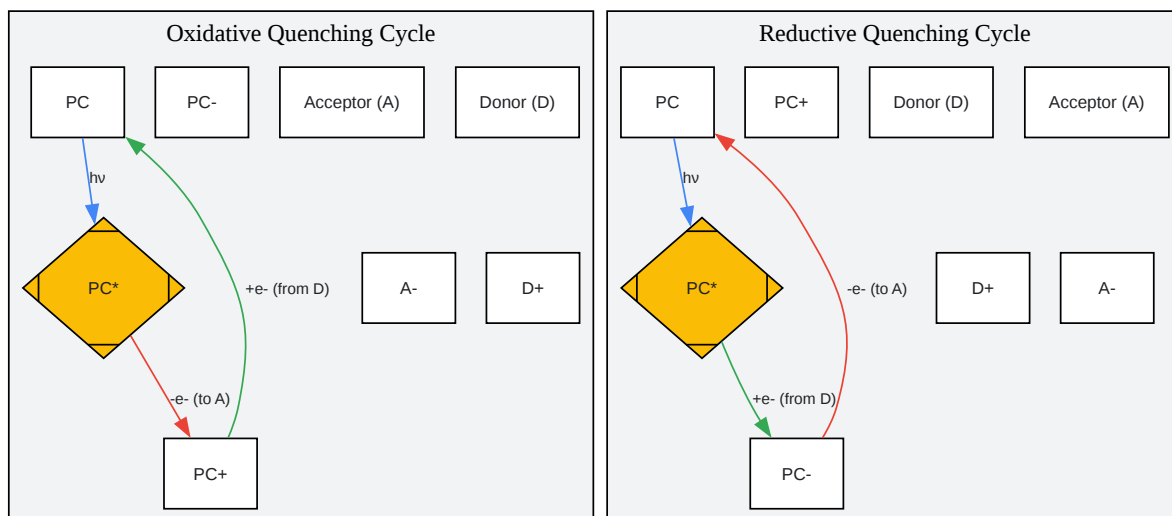 Oxidative Quenching Cycle
PC
PC-
Acceptor (A)
Donor (D)
hν
PC*
+e- (from D)
A-
D+
-e- (to A)
PC+
Reductive Quenching Cycle
PC
PC+
Donor (D)
Acceptor (A)
hν
PC*
-e- (to A)
D+
A-
+e- (from D)
PC-